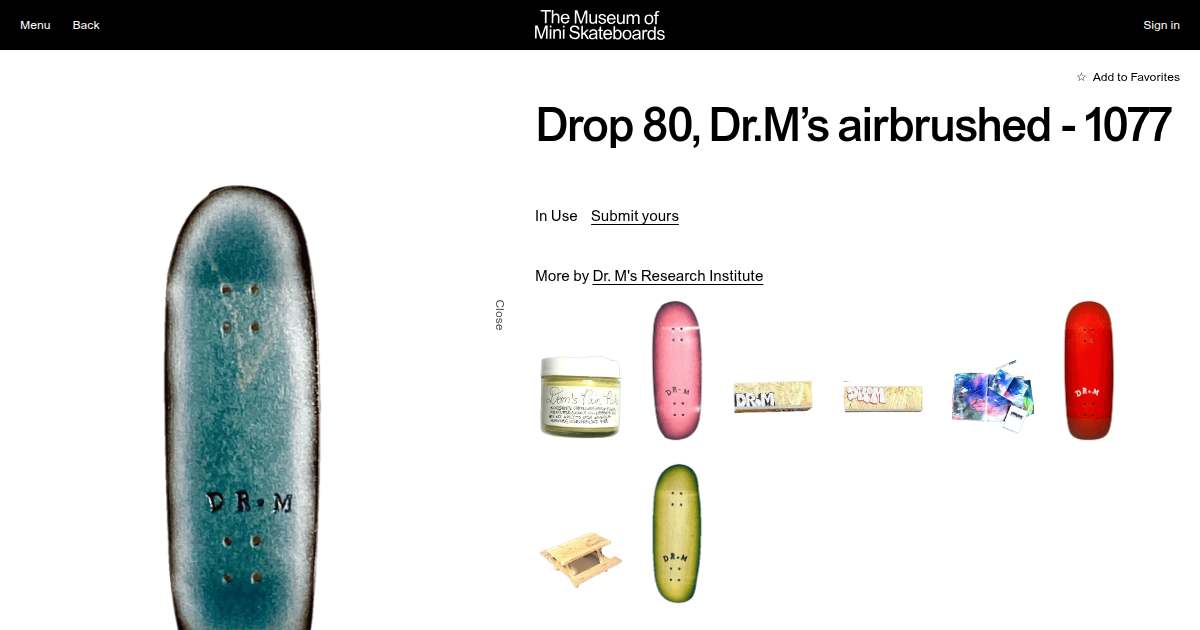 Menu
Back
The Museum of
Mini Skateboards
Sign in
☆ Add to Favorites
Drop 80, Dr.M’s airbrushed - 1077
In Use
Submit yours
More by Dr. M's Research Institute
Close
DR•M
DR•M
DR•M
DR•M
DR•M